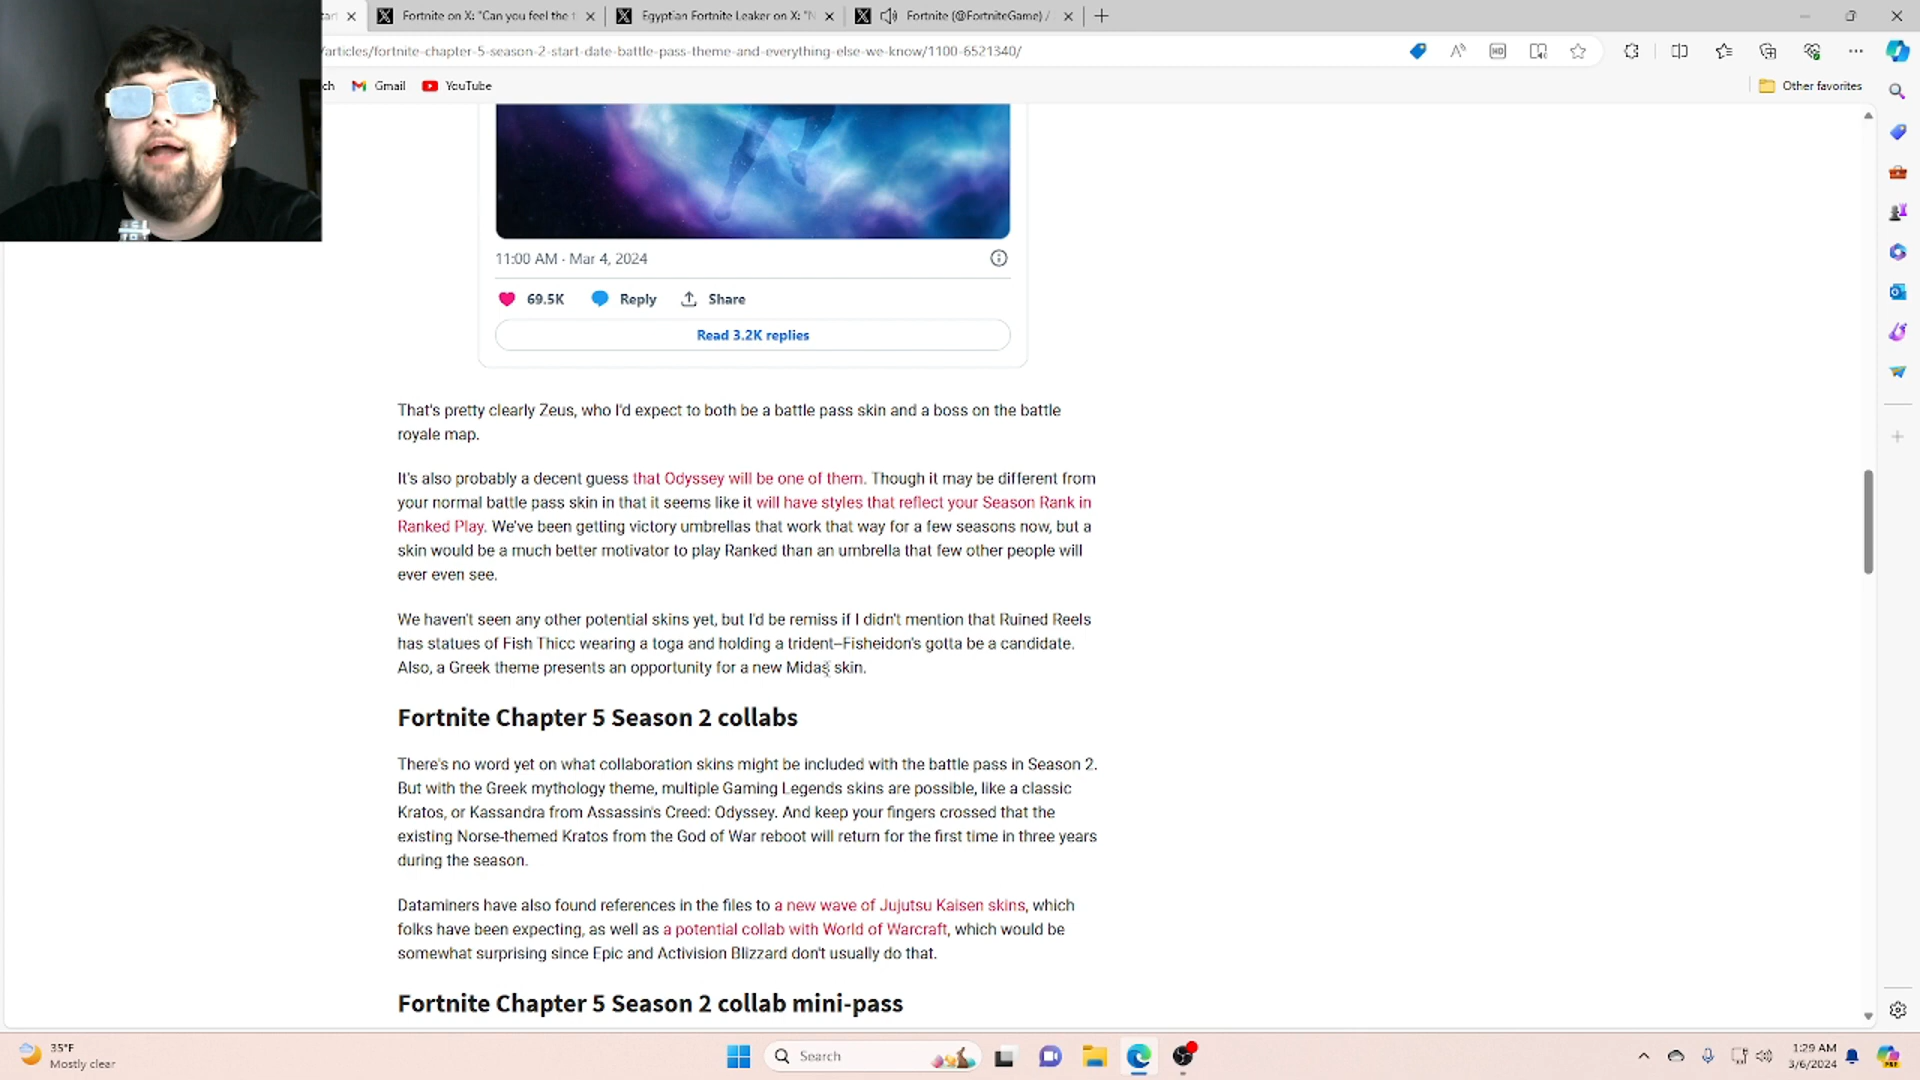 Fortnite on X: "Can you feel the t
Egyptian Fortnite Leaker on X: "N
Fortnite (@FortniteGame) /
/articles/fortnite-chapter-5-season-2-start-date-battle-pass-theme-and-everything-else-we-know/1100-6521340/
ch Gmail YouTube Other favorites
11:00 AM · Mar 4, 2024
69.5K Reply Share
Read 3.2K replies
That's pretty clearly Zeus, who I'd expect to both be a battle pass skin and a boss on the battle
royale map.
It's also probably a decent guess that Odyssey will be one of them. Though it may be different from
your normal battle pass skin in that it seems like it will have styles that reflect your Season Rank in
Ranked Play. We've been getting victory umbrellas that work that way for a few seasons now, but a
skin would be a much better motivator to play Ranked than an umbrella that few other people will
ever even see.
We haven't seen any other potential skins yet, but I'd be remiss if I didn't mention that Ruined Reels
has statues of Fish Thicc wearing a toga and holding a trident–Fisheidon's gotta be a candidate.
Also, a Greek theme presents an opportunity for a new Midas skin.
Fortnite Chapter 5 Season 2 collabs
There's no word yet on what collaboration skins might be included with the battle pass in Season 2.
But with the Greek mythology theme, multiple Gaming Legends skins are possible, like a classic
Kratos, or Kassandra from Assassin's Creed: Odyssey. And keep your fingers crossed that the
existing Norse-themed Kratos from the God of War reboot will return for the first time in three years
during the season.
Dataminers have also found references in the files to a new wave of Jujutsu Kaisen skins, which
folks have been expecting, as well as a potential collab with World of Warcraft, which would be
somewhat surprising since Epic and Activision Blizzard don't usually do that.
Fortnite Chapter 5 Season 2 collab mini-pass
35°F
Mostly clear
Search
1:29 AM
3/6/2024